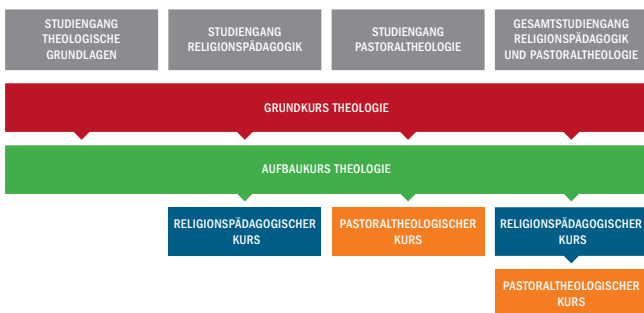 STUDIENGANG
THEOLOGISCHE
GRUNDLAGEN
STUDIENGANG
RELIGIONSPÄDAGOGIK
STUDIENGANG
PASTORALTHEOLOGIE
GESAMTSTUDIENGANG
RELIGIONSPÄDAGOGIK
UND PASTORALTHEOLOGIE
GRUNDKURS THEOLOGIE
AUFBAUKURS THEOLOGIE
RELIGIONSPÄDAGOGISCHER
KURS
PASTORALTHEOLOGISCHER
KURS
RELIGIONSPÄDAGOGISCHER
KURS
PASTORALTHEOLOGISCHER
KURS